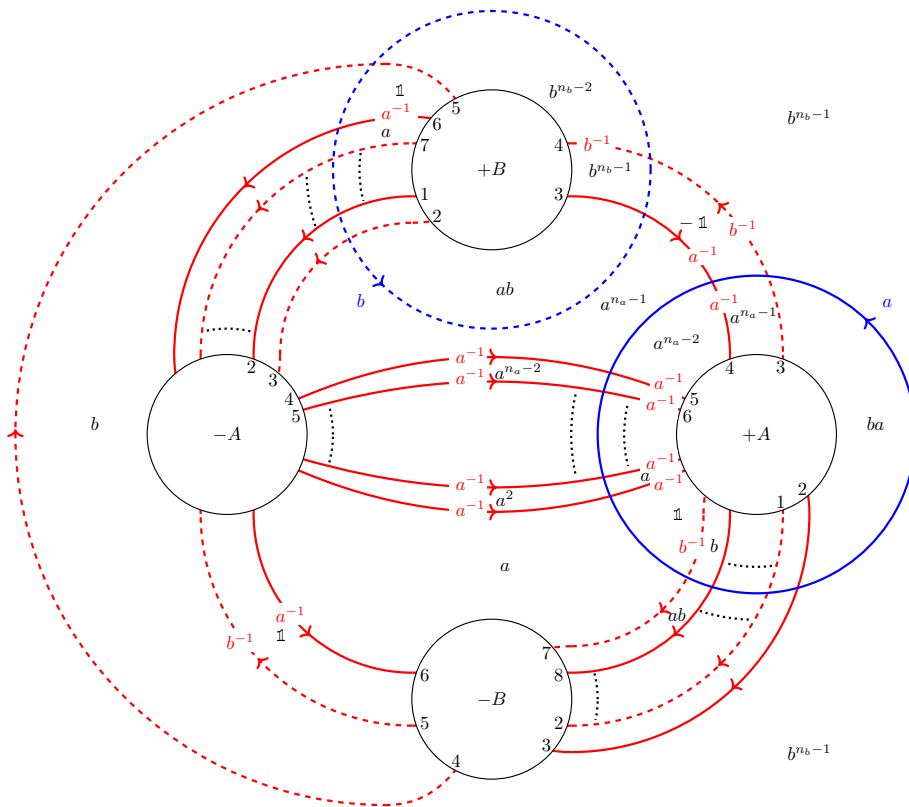 𝟙
b^{n_b−2}
b^{n_b−1}
5
a^{−1}
6
a
7
4
b^{−1}
+B
b^{n_b−1}
1
3
2
−𝟙
b^{−1}
a^{−1}
ab
b
a^{n_a−1}
a^{−1}
a^{n_a−1}
a
a^{n_a−2}
2
3
4
3
a^{−1}
a^{n_a−2}
a^{−1}
a^{−1}
4
5
5
a^{−1}
6
b
−A
+A
ba
a^{−1}
a
a^{−1}
a^2
a^{−1}
a^{−1}
2
1
𝟙
b^{−1}
b
a
a^{−1}
𝟙
b^{−1}
ab
7
6
8
−B
5
2
4
3
b^{n_b−1}